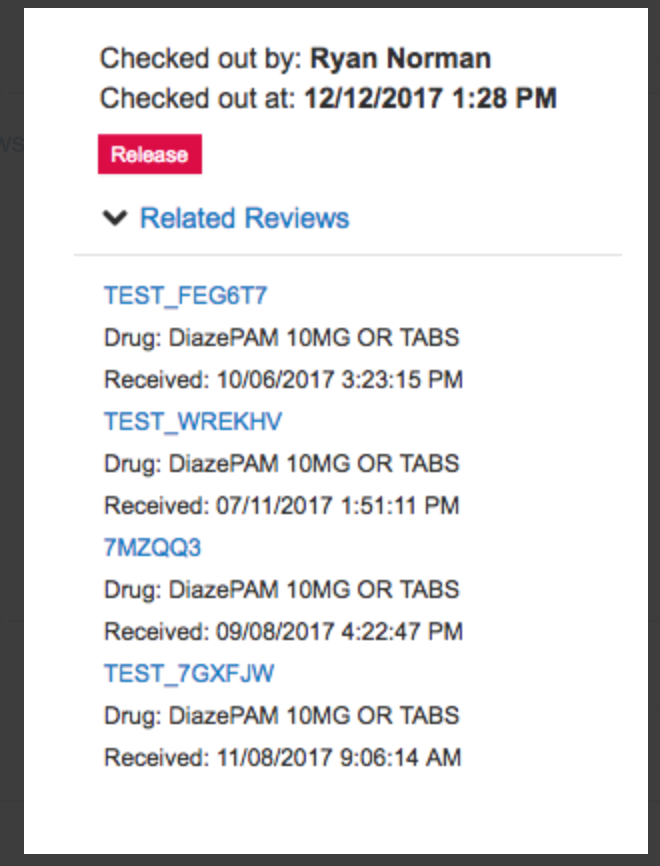 Checked out by: Ryan Norman
Checked out at: 12/12/2017 1:28 PM
Release
Related Reviews
TEST_FEG6T7
Drug: DiazePAM 10MG OR TABS
Received: 10/06/2017 3:23:15 PM
TEST_WREKHV
Drug: DiazePAM 10MG OR TABS
Received: 07/11/2017 1:51:11 PM
7MZQQ3
Drug: DiazePAM 10MG OR TABS
Received: 09/08/2017 4:22:47 PM
TEST_7GXFJW
Drug: DiazePAM 10MG OR TABS
Received: 11/08/2017 9:06:14 AM